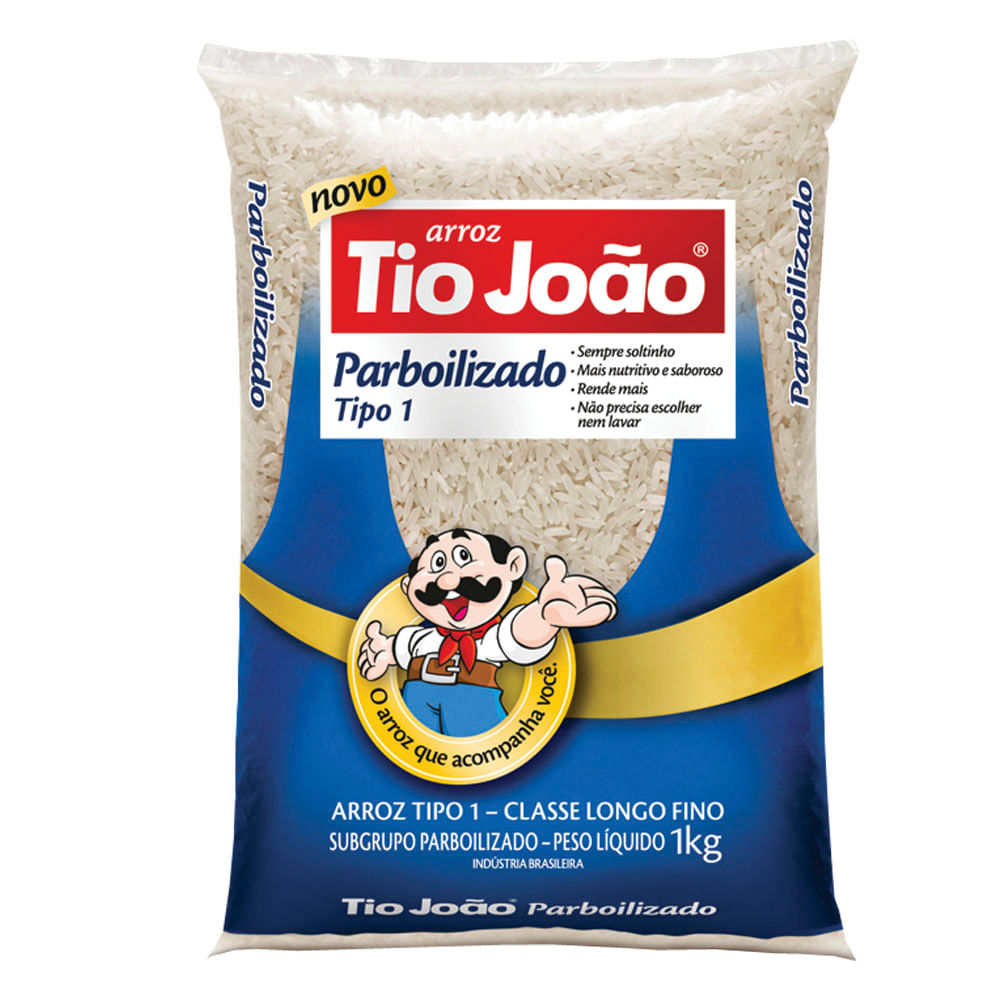 novo
arroz
Tio João®
Parboilizado
Tipo 1
• Sempre soltinho
• Mais nutritivo e saboroso
• Rende mais
• Não precisa escolher
nem lavar
Parboilizado
Parboilizado
O arroz que acompanha você.
ARROZ TIPO 1 – CLASSE LONGO FINO
SUBGRUPO PARBOILIZADO – PESO LÍQUIDO 1kg
INDÚSTRIA BRASILEIRA
Tio João® Parboilizado